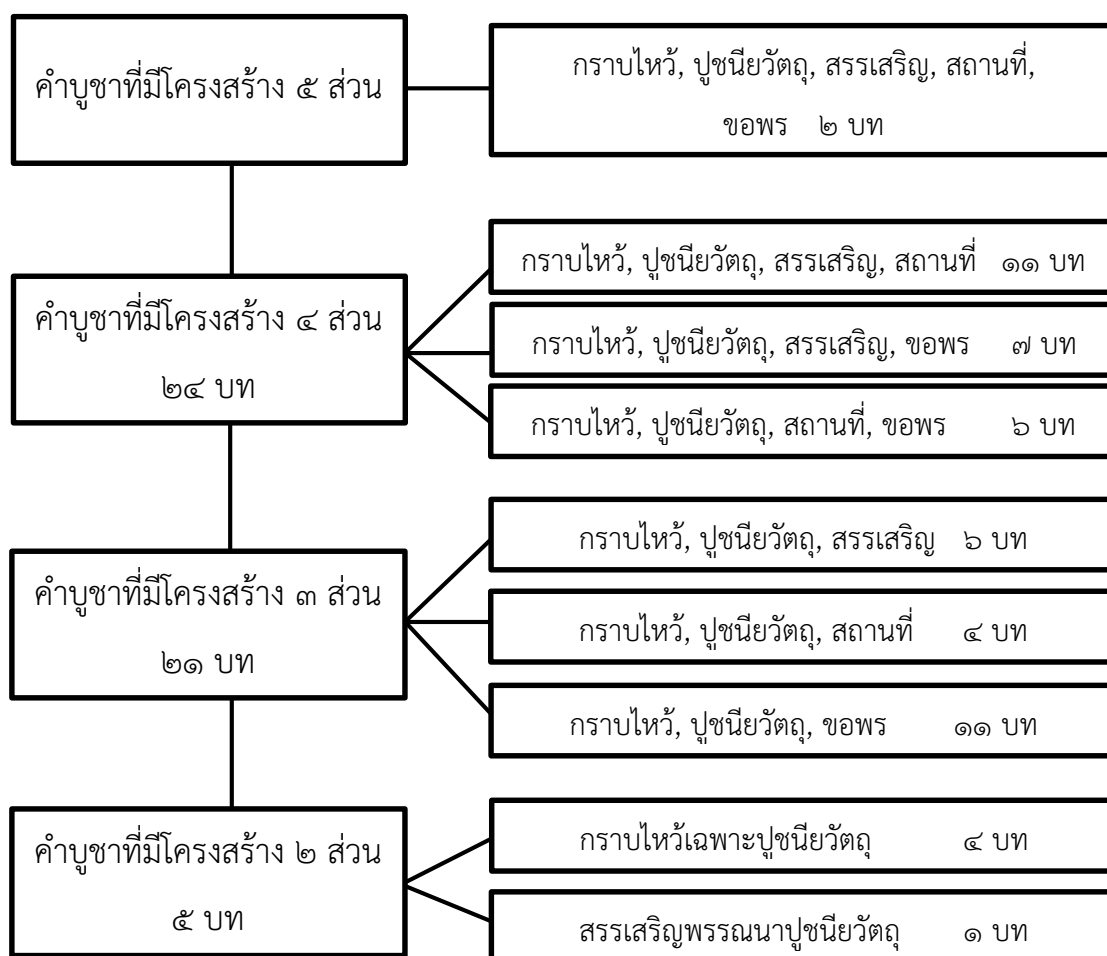 คำบูชาที่มีโครงสร้าง ๕ ส่วน
กราบไหว้, ปูชนียวัตถุ, สรรเสริญ, สถานที่,
ขอพร ๒ บท
คำบูชาที่มีโครงสร้าง ๔ ส่วน
๒๔ บท
กราบไหว้, ปูชนียวัตถุ, สรรเสริญ, สถานที่ ๑๑ บท
กราบไหว้, ปูชนียวัตถุ, สรรเสริญ, ขอพร ๗ บท
กราบไหว้, ปูชนียวัตถุ, สถานที่, ขอพร ๖ บท
คำบูชาที่มีโครงสร้าง ๓ ส่วน
๒๑ บท
กราบไหว้, ปูชนียวัตถุ, สรรเสริญ ๖ บท
กราบไหว้, ปูชนียวัตถุ, สถานที่ ๔ บท
กราบไหว้, ปูชนียวัตถุ, ขอพร ๑๑ บท
คำบูชาที่มีโครงสร้าง ๒ ส่วน
๕ บท
กราบไหว้เฉพาะปูชนียวัตถุ ๔ บท
สรรเสริญพรรณนาปูชนียวัตถุ ๑ บท